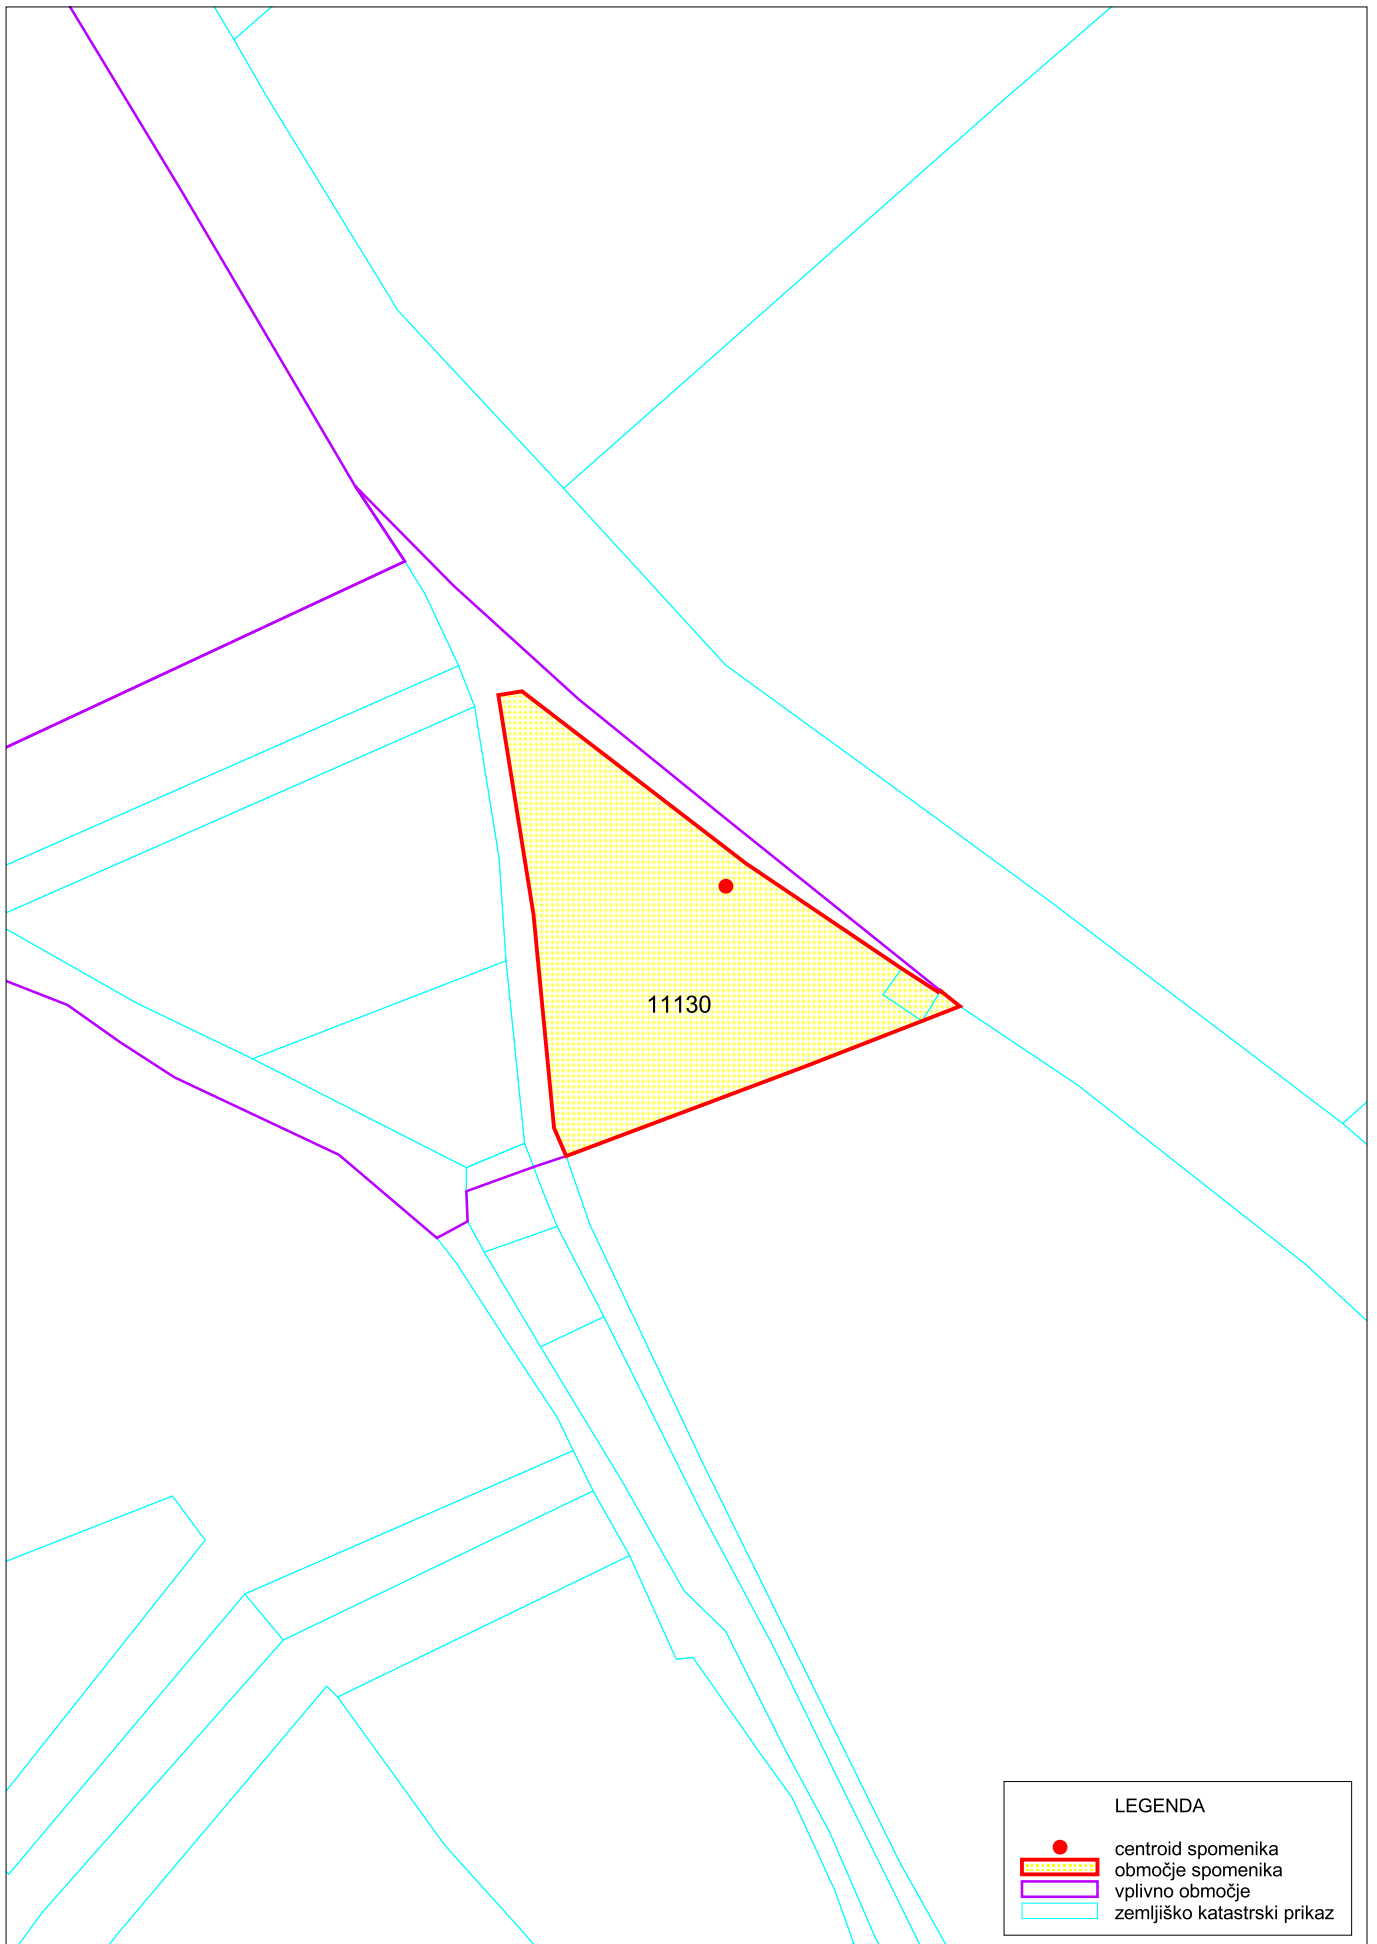 11130
LEGENDA
centroid spomenika
območje spomenika
vplivno območje
zemljiško katastrski prikaz